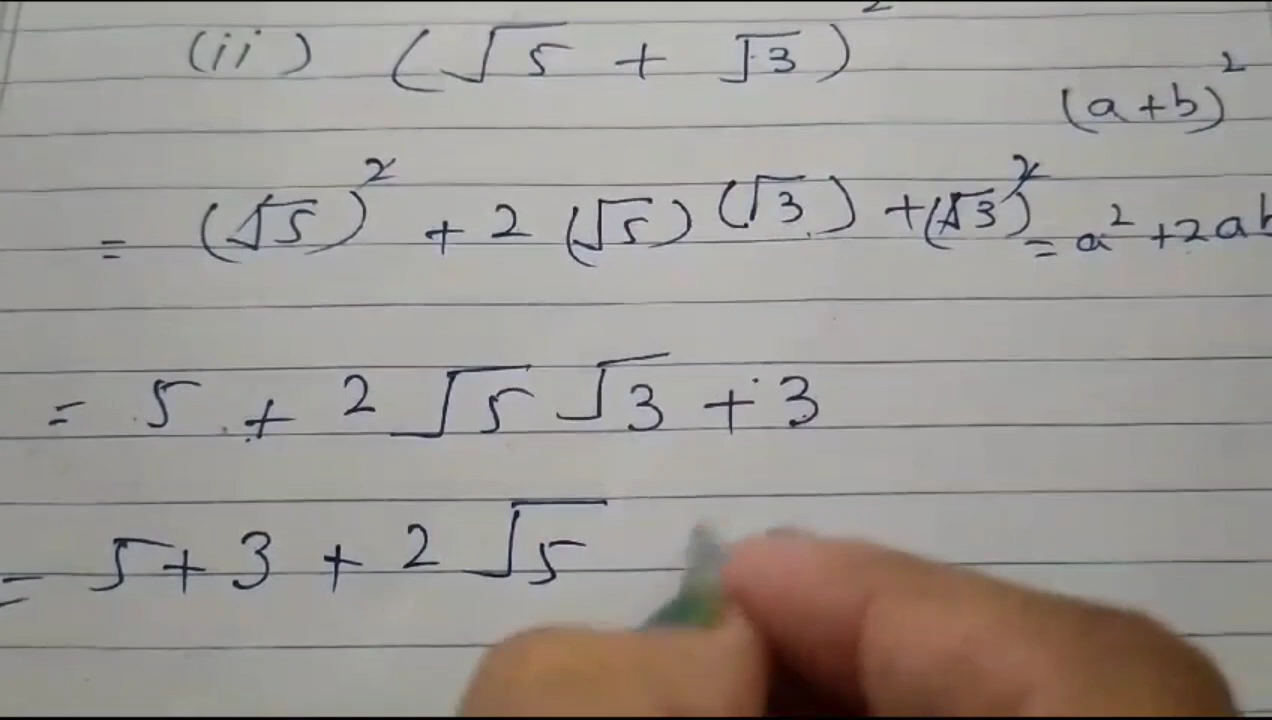 (ii) (√5 + √3)²
(a+b)²
= (√5)² + 2 (√5) (√3) + (√3)²
= a² + 2ab
= 5 + 2 √5 √3 + 3
= 5 + 3 + 2 √5